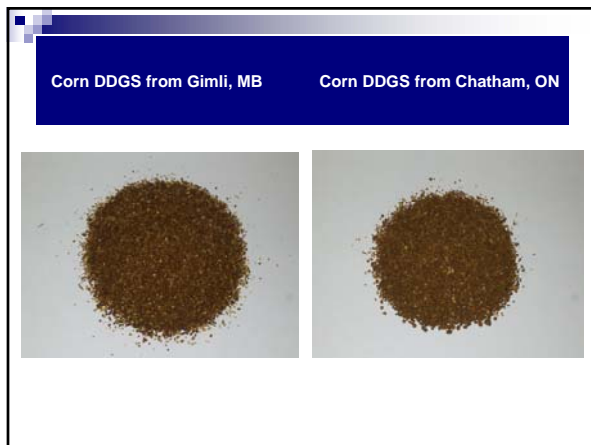 Corn DDGS from Gimli, MB
Corn DDGS from Chatham, ON